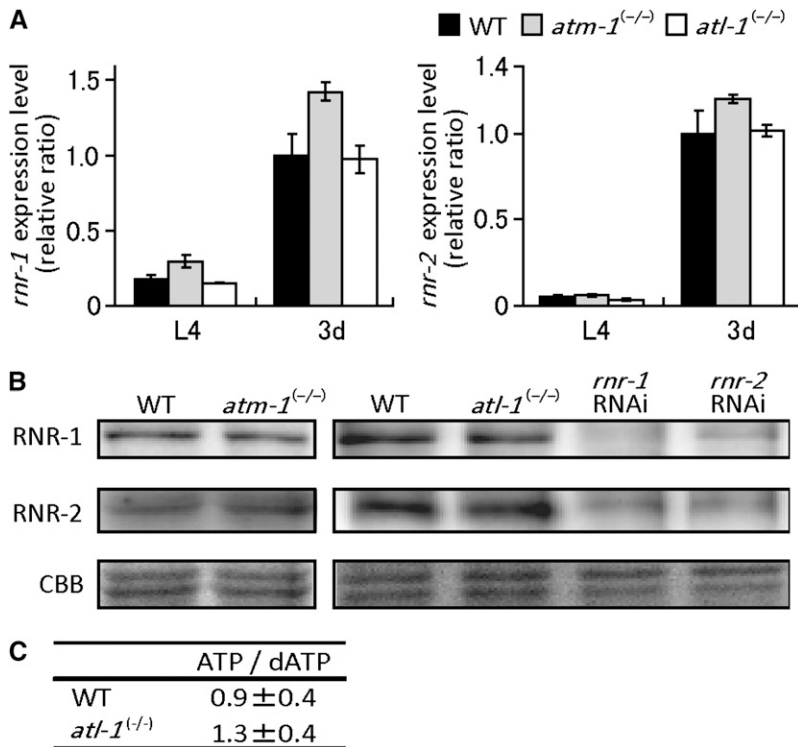 A
WT atm-1(−/−) atl-1(−/−)
rnr-1 expression level
(relative ratio)
1.5
1.0
0.5
0
L4 3d
rnr-2 expression level
(relative ratio)
1.4
1.0
0.5
0
L4 3d
B
WT atm-1(−/−) WT atl-1(−/−) rnr-1 RNAi rnr-2 RNAi
RNR-1
RNR-2
CBB
C
ATP / dATP
WT 0.9±0.4
atl-1(-/-) 1.3±0.4